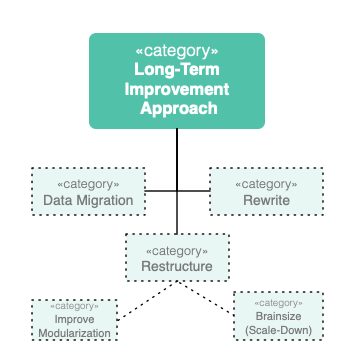 «category»
Long-Term
Improvement
Approach
«category»
Data Migration
«category»
Rewrite
«category»
Restructure
«category»
Improve
Modularization
«category»
Brainsize
(Scale-Down)